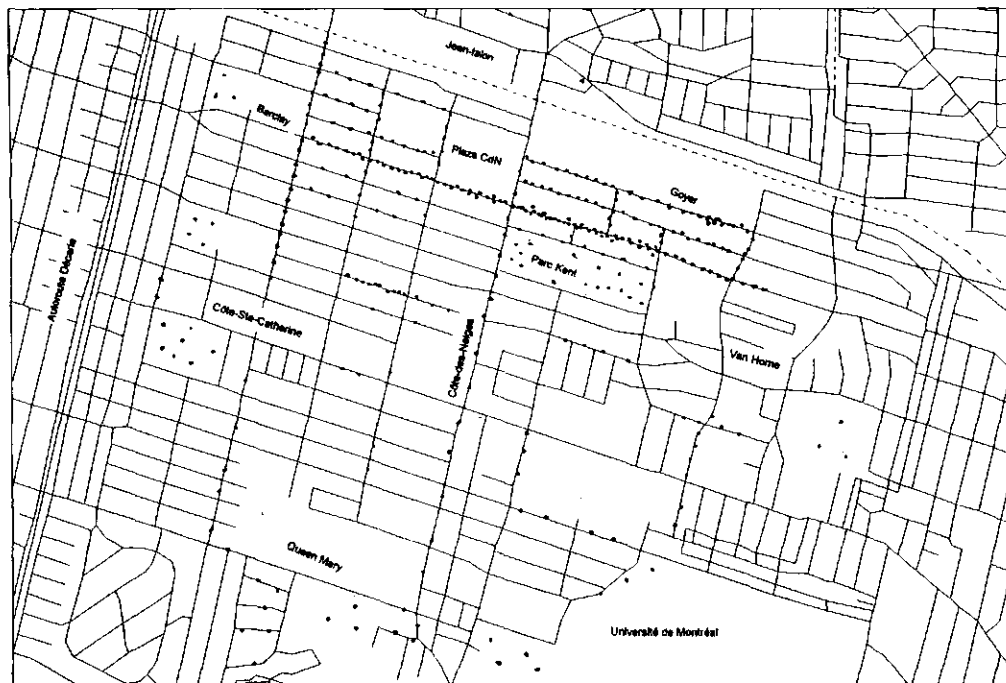 Jean-talon
Barclay
Plaza CdN
Goyer
Parc Kent
Autoroute Décarie
Côte-Ste-Catherine
Côte-des-Neiges
Van Horne
Queen Mary
Université de Montréal